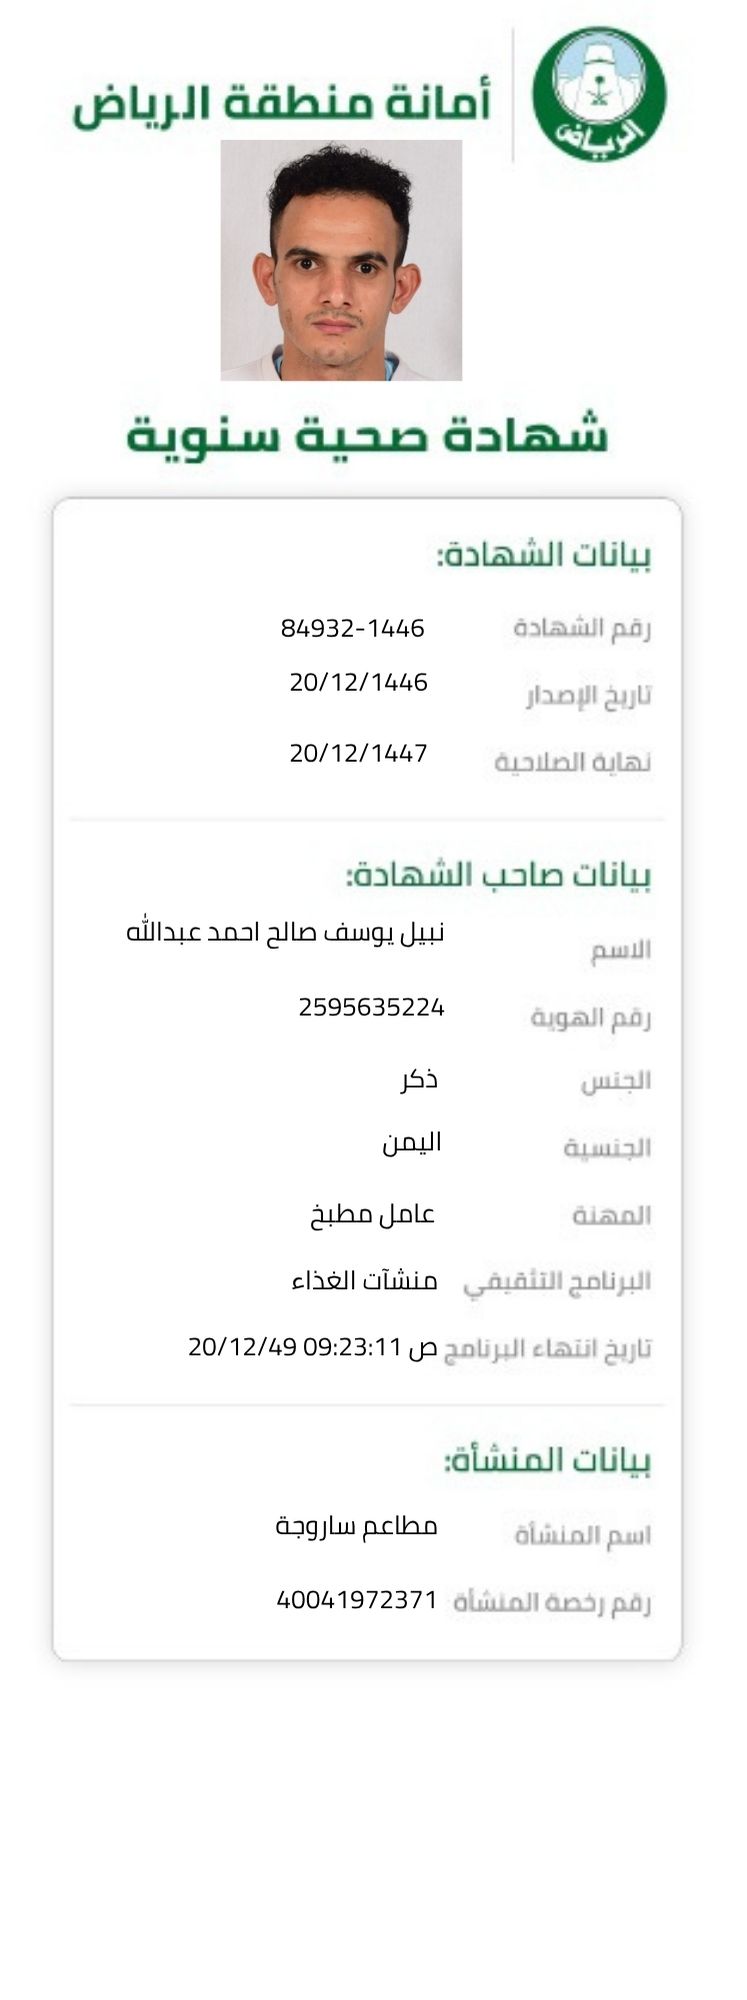 أمانة منطقة الرياض
الرياض
شهادة صحية سنوية
بيانات الشهادة:
رقم الشهادة 84932-1446
تاريخ الإصدار 20/12/1446
نهاية الصلاحية 20/12/1447
بيانات صاحب الشهادة:
الاسم نبيل يوسف صالح احمد عبدالله
رقم الهوية 2595635224
الجنس ذكر
الجنسية اليمن
المهنة عامل مطبخ
البرنامج التثقيفي منشآت الغذاء
تاريخ انتهاء البرنامج ص 09:23:11 20/12/49
بيانات المنشأة:
اسم المنشأة مطاعم ساروجة
رقم رخصة المنشأة 40041972371